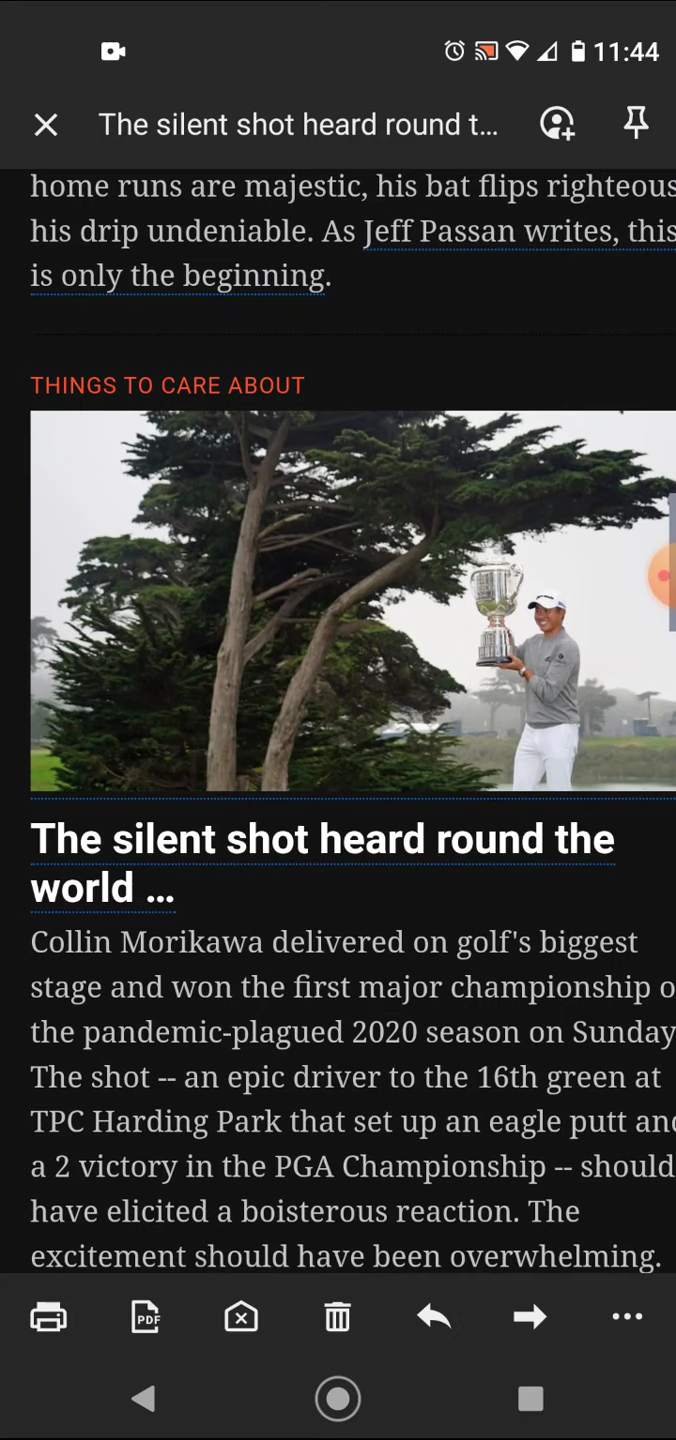 11:44
The silent shot heard round t...
home runs are majestic, his bat flips righteous
his drip undeniable. As Jeff Passan writes, this
is only the beginning.
THINGS TO CARE ABOUT
The silent shot heard round the
world ...
Collin Morikawa delivered on golf's biggest
stage and won the first major championship o
the pandemic-plagued 2020 season on Sunday
The shot -- an epic driver to the 16th green at
TPC Harding Park that set up an eagle putt and
a 2 victory in the PGA Championship -- should
have elicited a boisterous reaction. The
excitement should have been overwhelming.
PDF